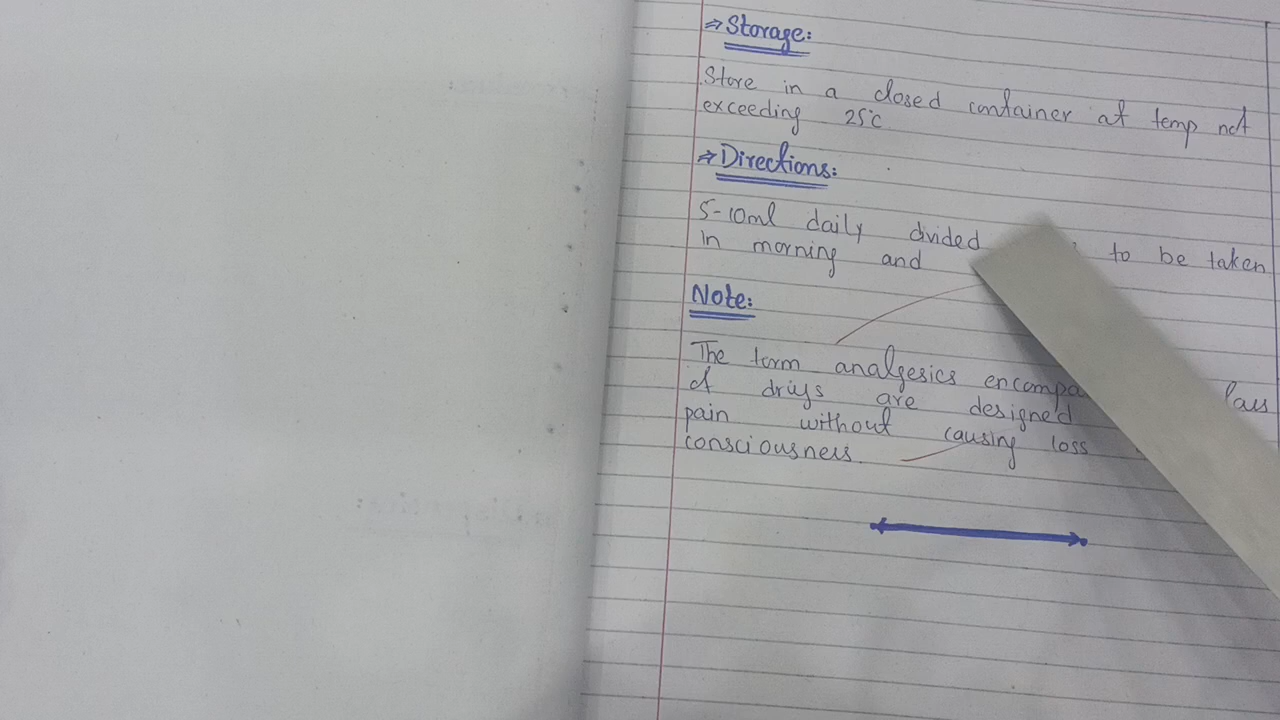 ⇒ Storage:
Store in a closed container at temp not
exceeding 25°C
⇒ Directions:
5-10ml daily divided to be taken
in morning and
Note:
The term analgesics encompa
of drugs are designed
pain without causing loss
consciousness.